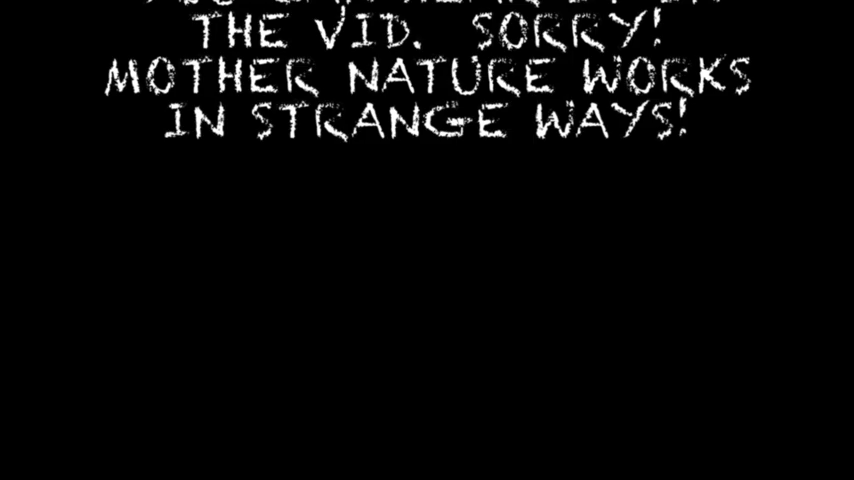 THE VID. SORRY!
MOTHER NATURE WORKS
IN STRANGE WAYS!